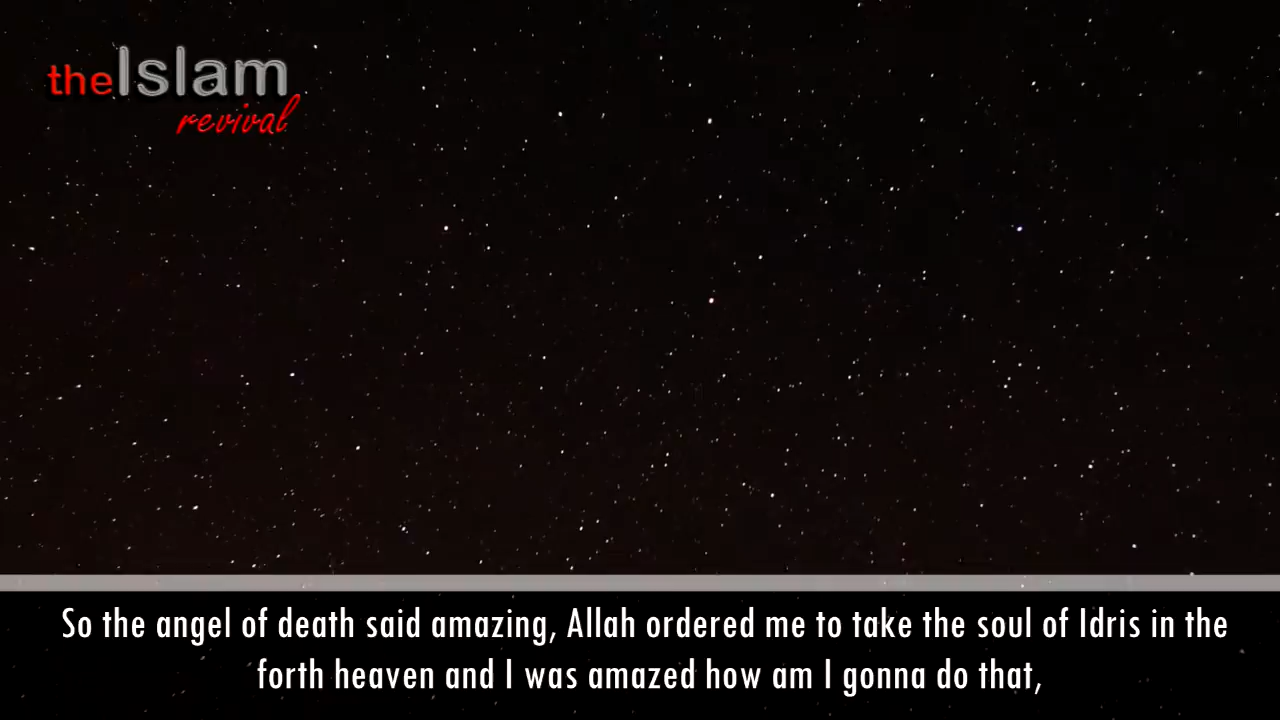 theIslam
revival
So the angel of death said amazing, Allah ordered me to take the soul of Idris in the
forth heaven and I was amazed how am I gonna do that,